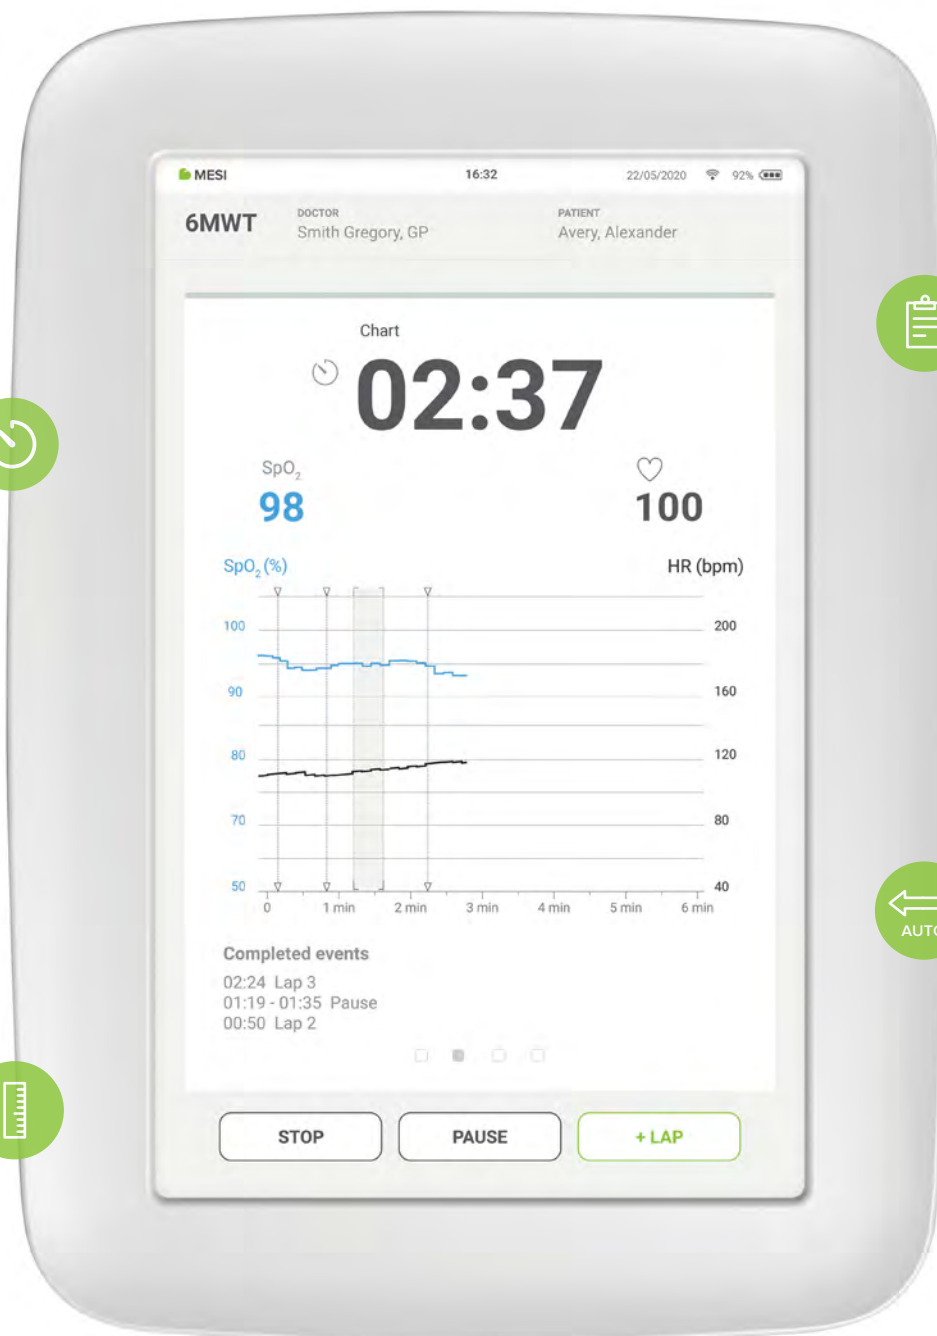 MESI 16:32 22/05/2020 92%
6MWT DOCTOR PATIENT
Smith Gregory, GP Avery, Alexander
Chart
02:37
SpO₂
98 100
SpO₂ (%) HR (bpm)
100 200
90 160
80 120
70 80
50 40
0 1 min 2 min 3 min 4 min 5 min 6 min
Completed events
02:24 Lap 3
01:19 - 01:35 Pause
00:50 Lap 2
STOP PAUSE + LAP
AUTO